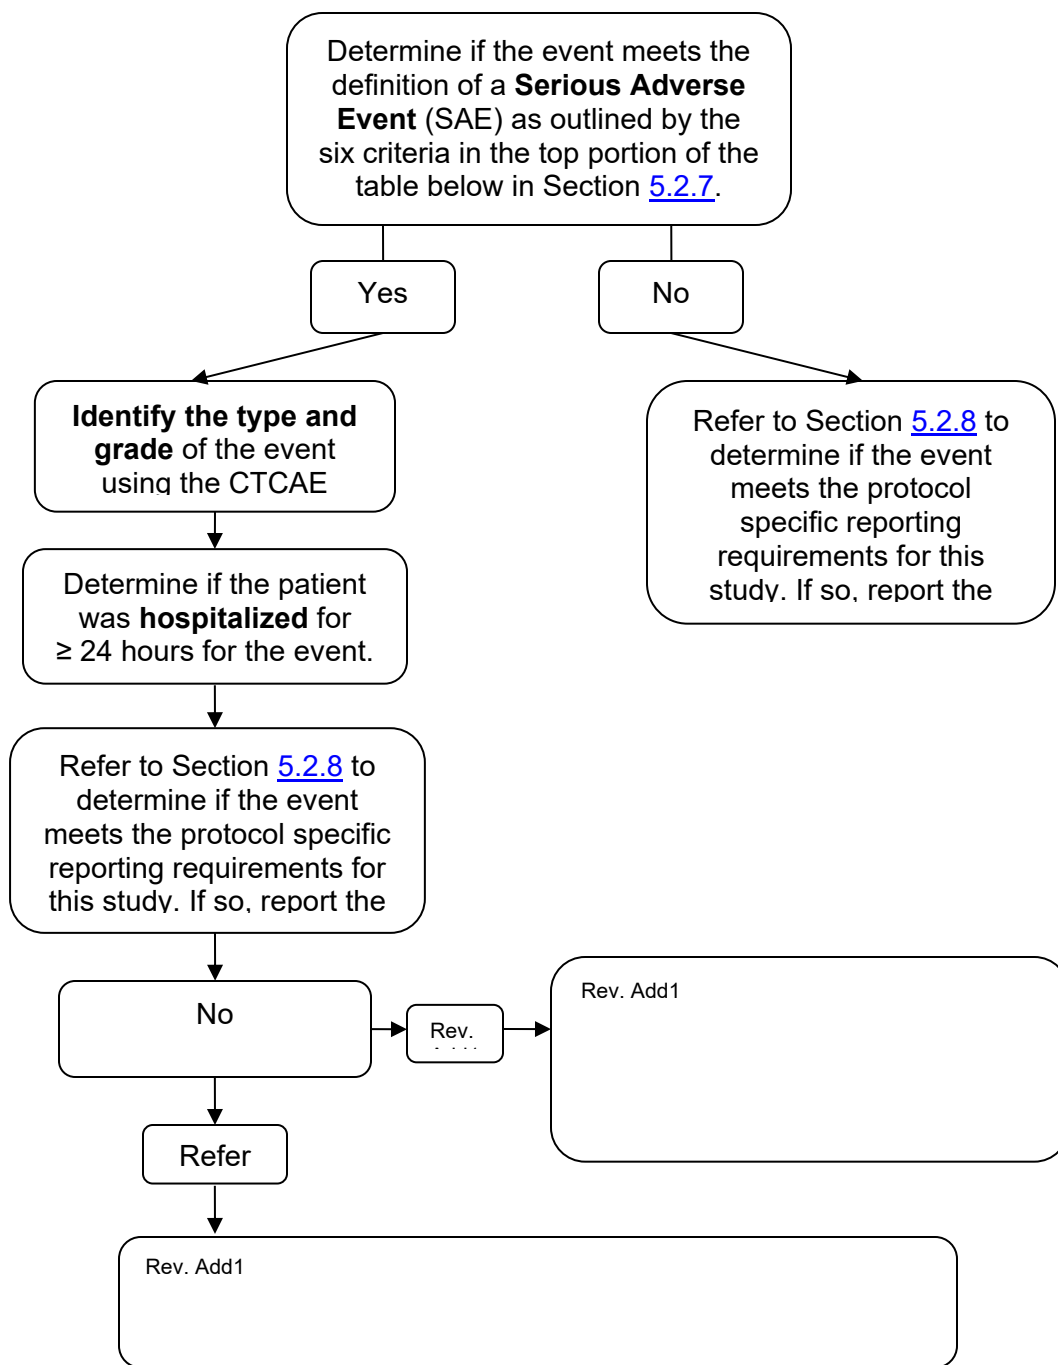 Determine if the event meets the
definition of a Serious Adverse
Event (SAE) as outlined by the
six criteria in the top portion of the
table below in Section 5.2.7.
Yes
No
Identify the type and
grade of the event
using the CTCAE
Refer to Section 5.2.8 to
determine if the event
meets the protocol
specific reporting
requirements for this
study. If so, report the
Determine if the patient
was hospitalized for
≥ 24 hours for the event.
Refer to Section 5.2.8 to
determine if the event
meets the protocol specific
reporting requirements for
this study. If so, report the
No
Rev.
Rev. Add1
Refer
Rev. Add1